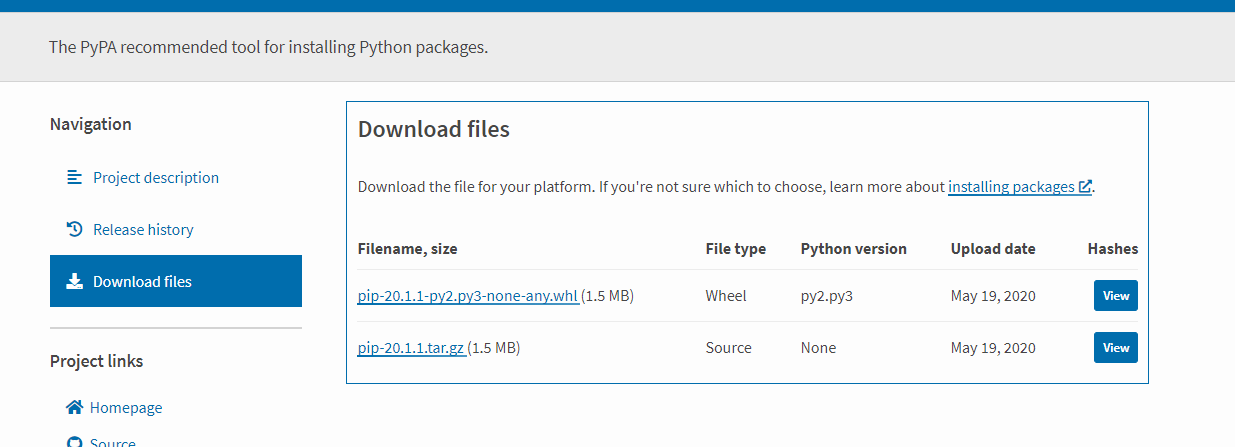 The PyPA recommended tool for installing Python packages.
Navigation
Project description
Release history
Download files
Project links
Homepage
Source
Download files
Download the file for your platform. If you're not sure which to choose, learn more about installing packages.
Filename, size File type Python version Upload date Hashes
pip-20.1.1-py2.py3-none-any.whl (1.5 MB) Wheel py2.py3 May 19, 2020 View
pip-20.1.1.tar.gz (1.5 MB) Source None May 19, 2020 View